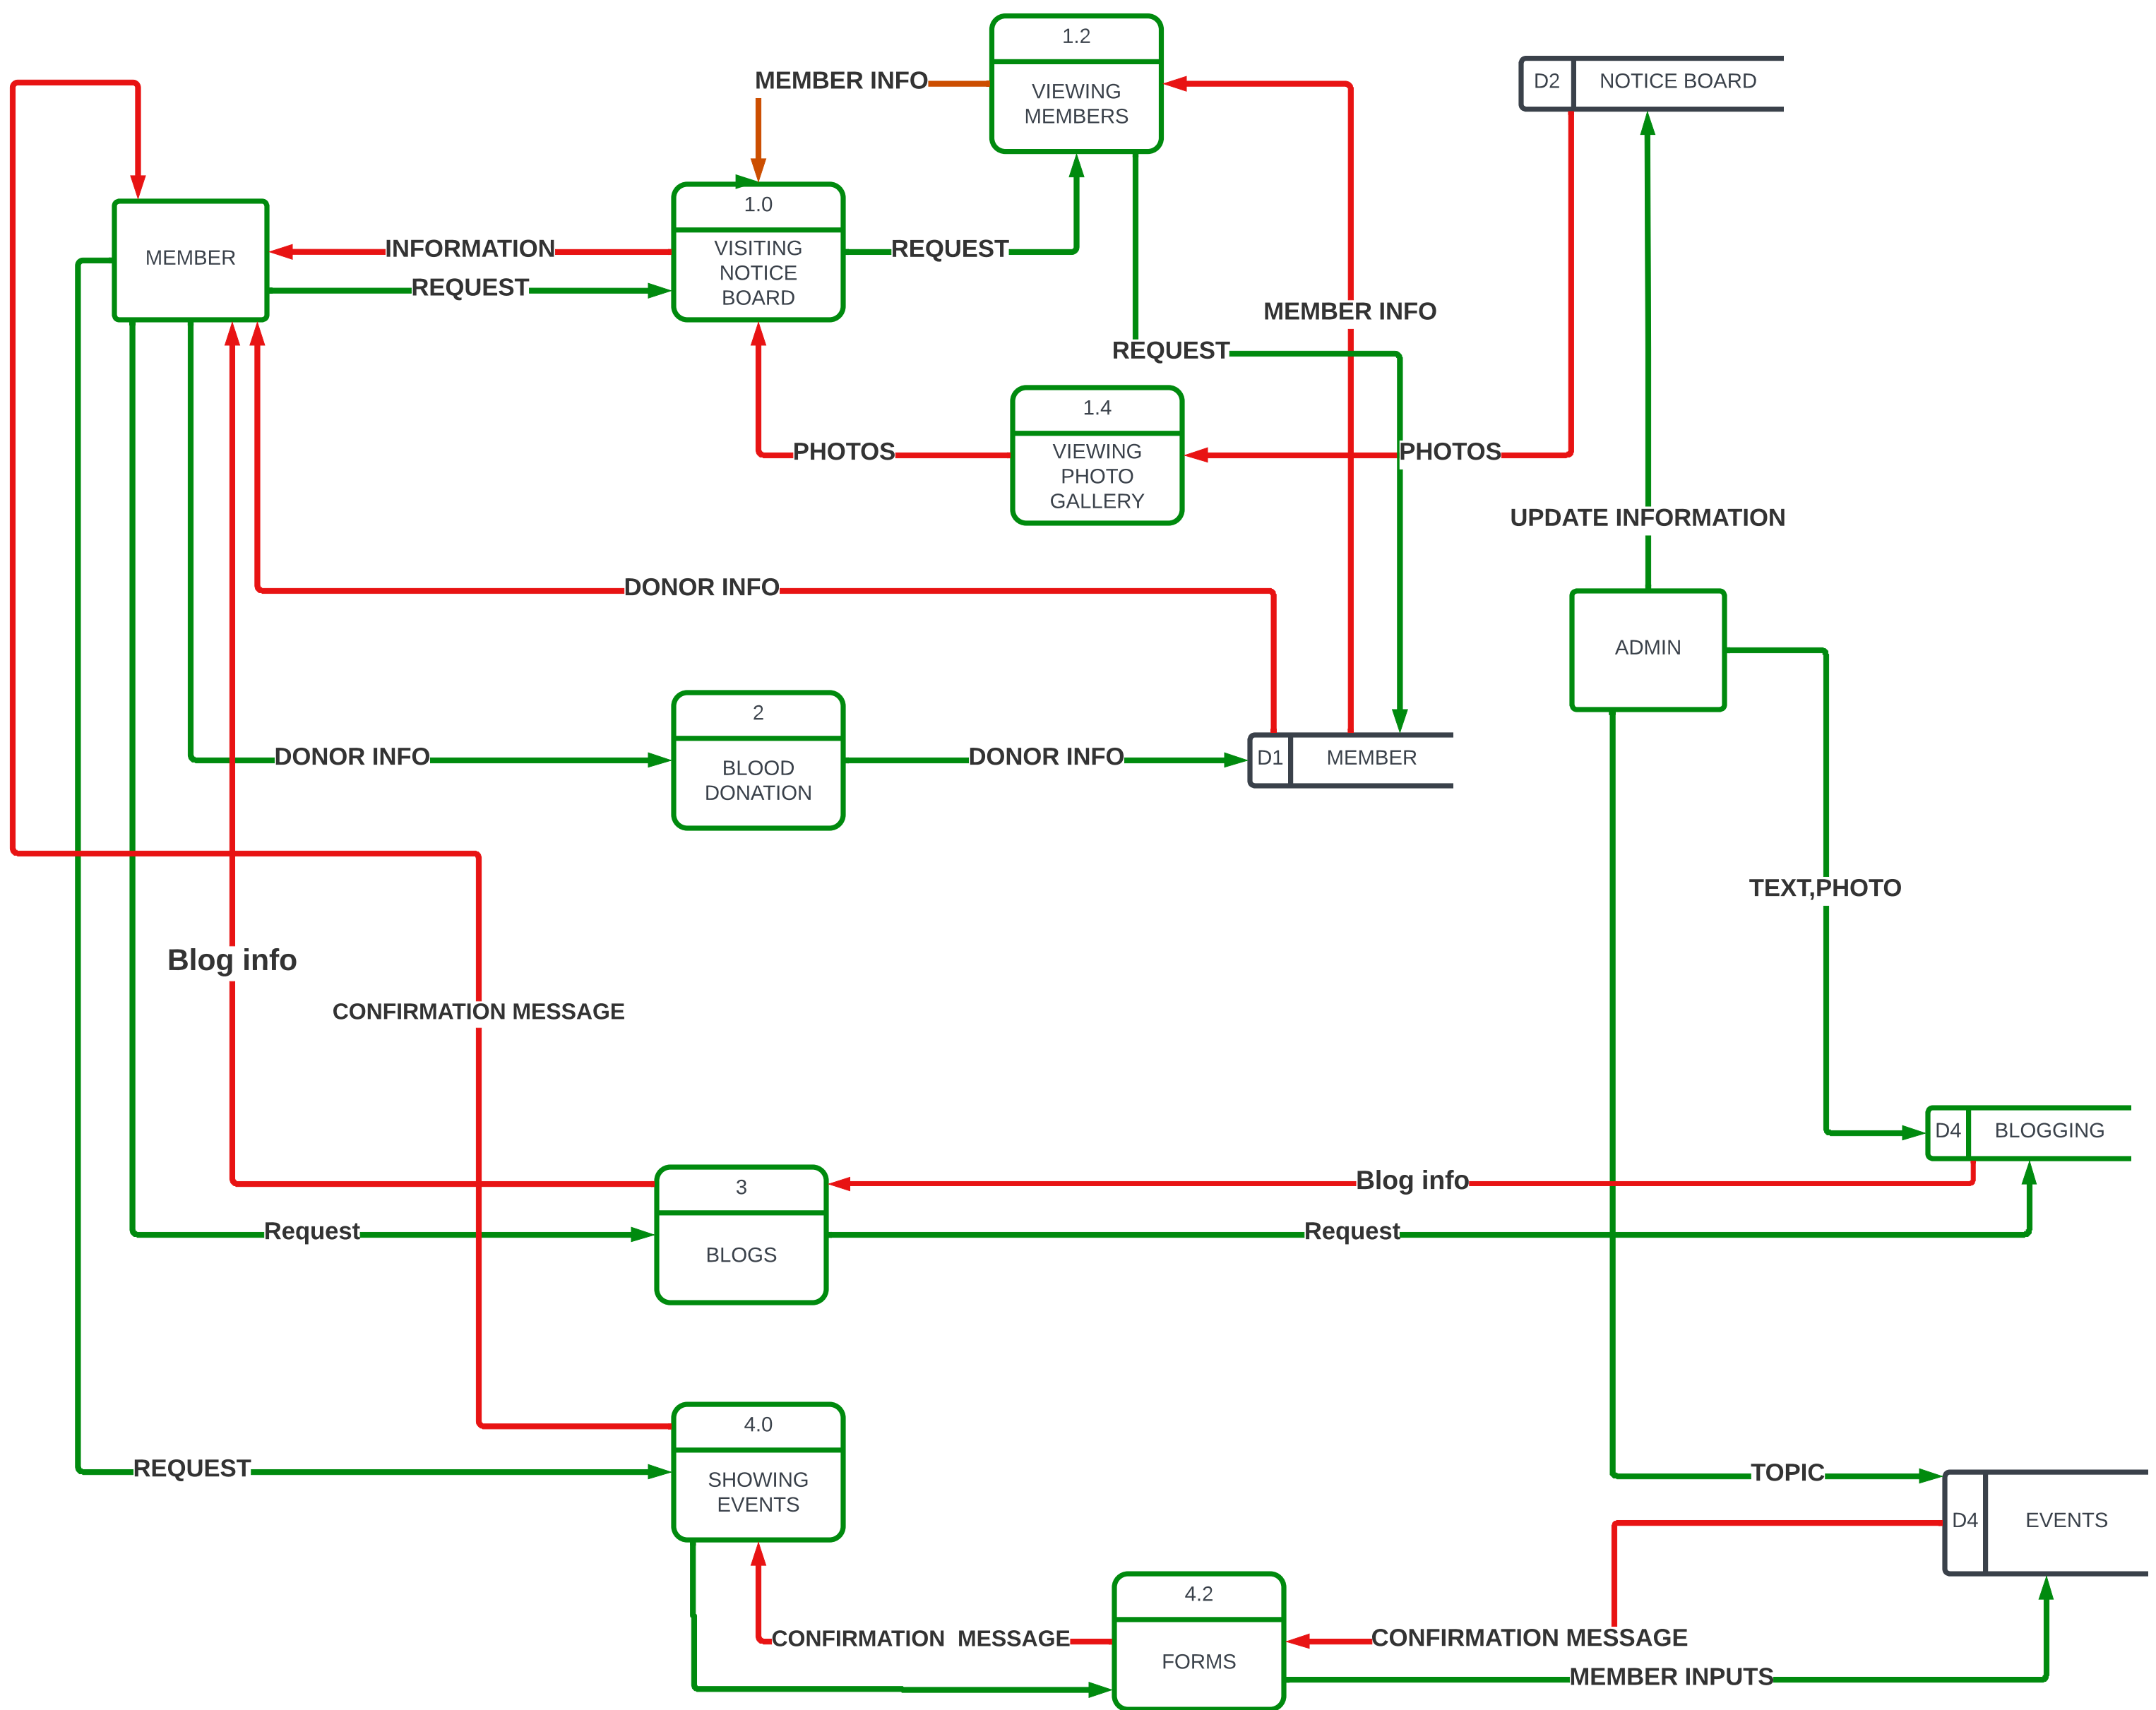 1.2
MEMBER INFO
VIEWING
MEMBERS
D2
NOTICE BOARD
1.0
VISITING
NOTICE
BOARD
MEMBER
INFORMATION
REQUEST
REQUEST
MEMBER INFO
REQUEST
1.4
VIEWING
PHOTO
GALLERY
PHOTOS
PHOTOS
UPDATE INFORMATION
DONOR INFO
ADMIN
2
BLOOD
DONATION
DONOR INFO
DONOR INFO
D1
MEMBER
TEXT,PHOTO
Blog info
CONFIRMATION MESSAGE
D4
BLOGGING
3
BLOGS
Blog info
Request
Request
4.0
SHOWING
EVENTS
REQUEST
TOPIC
D4
EVENTS
4.2
FORMS
CONFIRMATION  MESSAGE
CONFIRMATION MESSAGE
MEMBER INPUTS